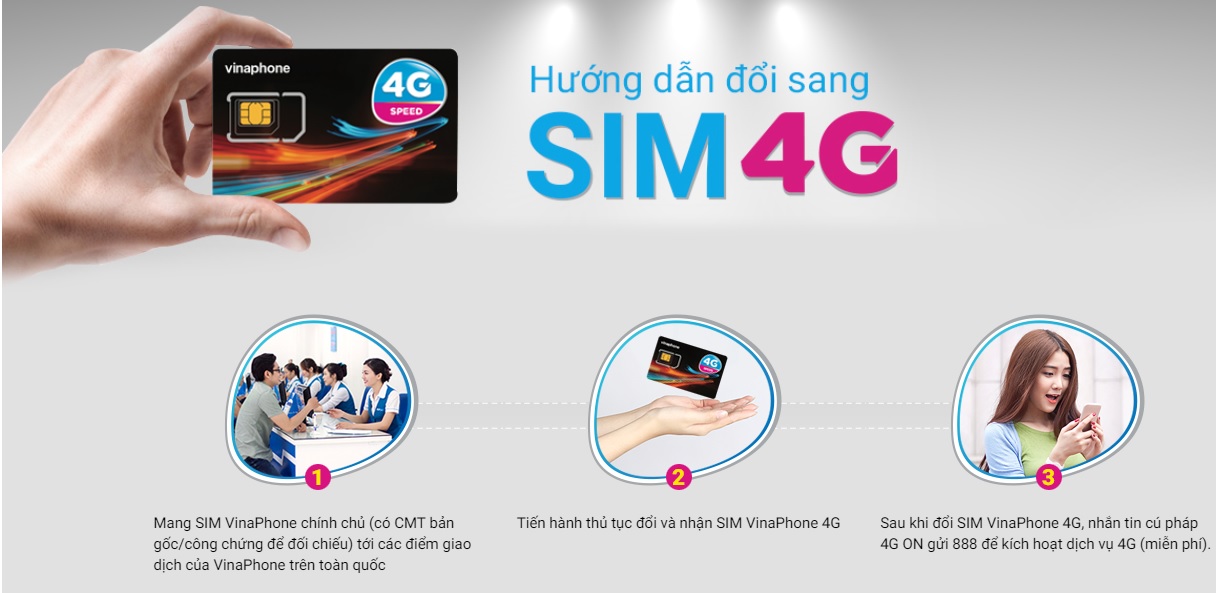 vinaphone
4G
SPEED
Hướng dẫn đổi sang
SIM 4G
vinaphone
4G
SPEED
1
2
3
Mang SIM VinaPhone chính chủ (có CMT bản
gốc/công chứng để đối chiếu) tới các điểm giao
dịch của VinaPhone trên toàn quốc
Tiến hành thủ tục đổi và nhận SIM VinaPhone 4G
Sau khi đổi SIM VinaPhone 4G, nhắn tin cú pháp
4G ON gửi 888 để kích hoạt dịch vụ 4G (miễn phí).